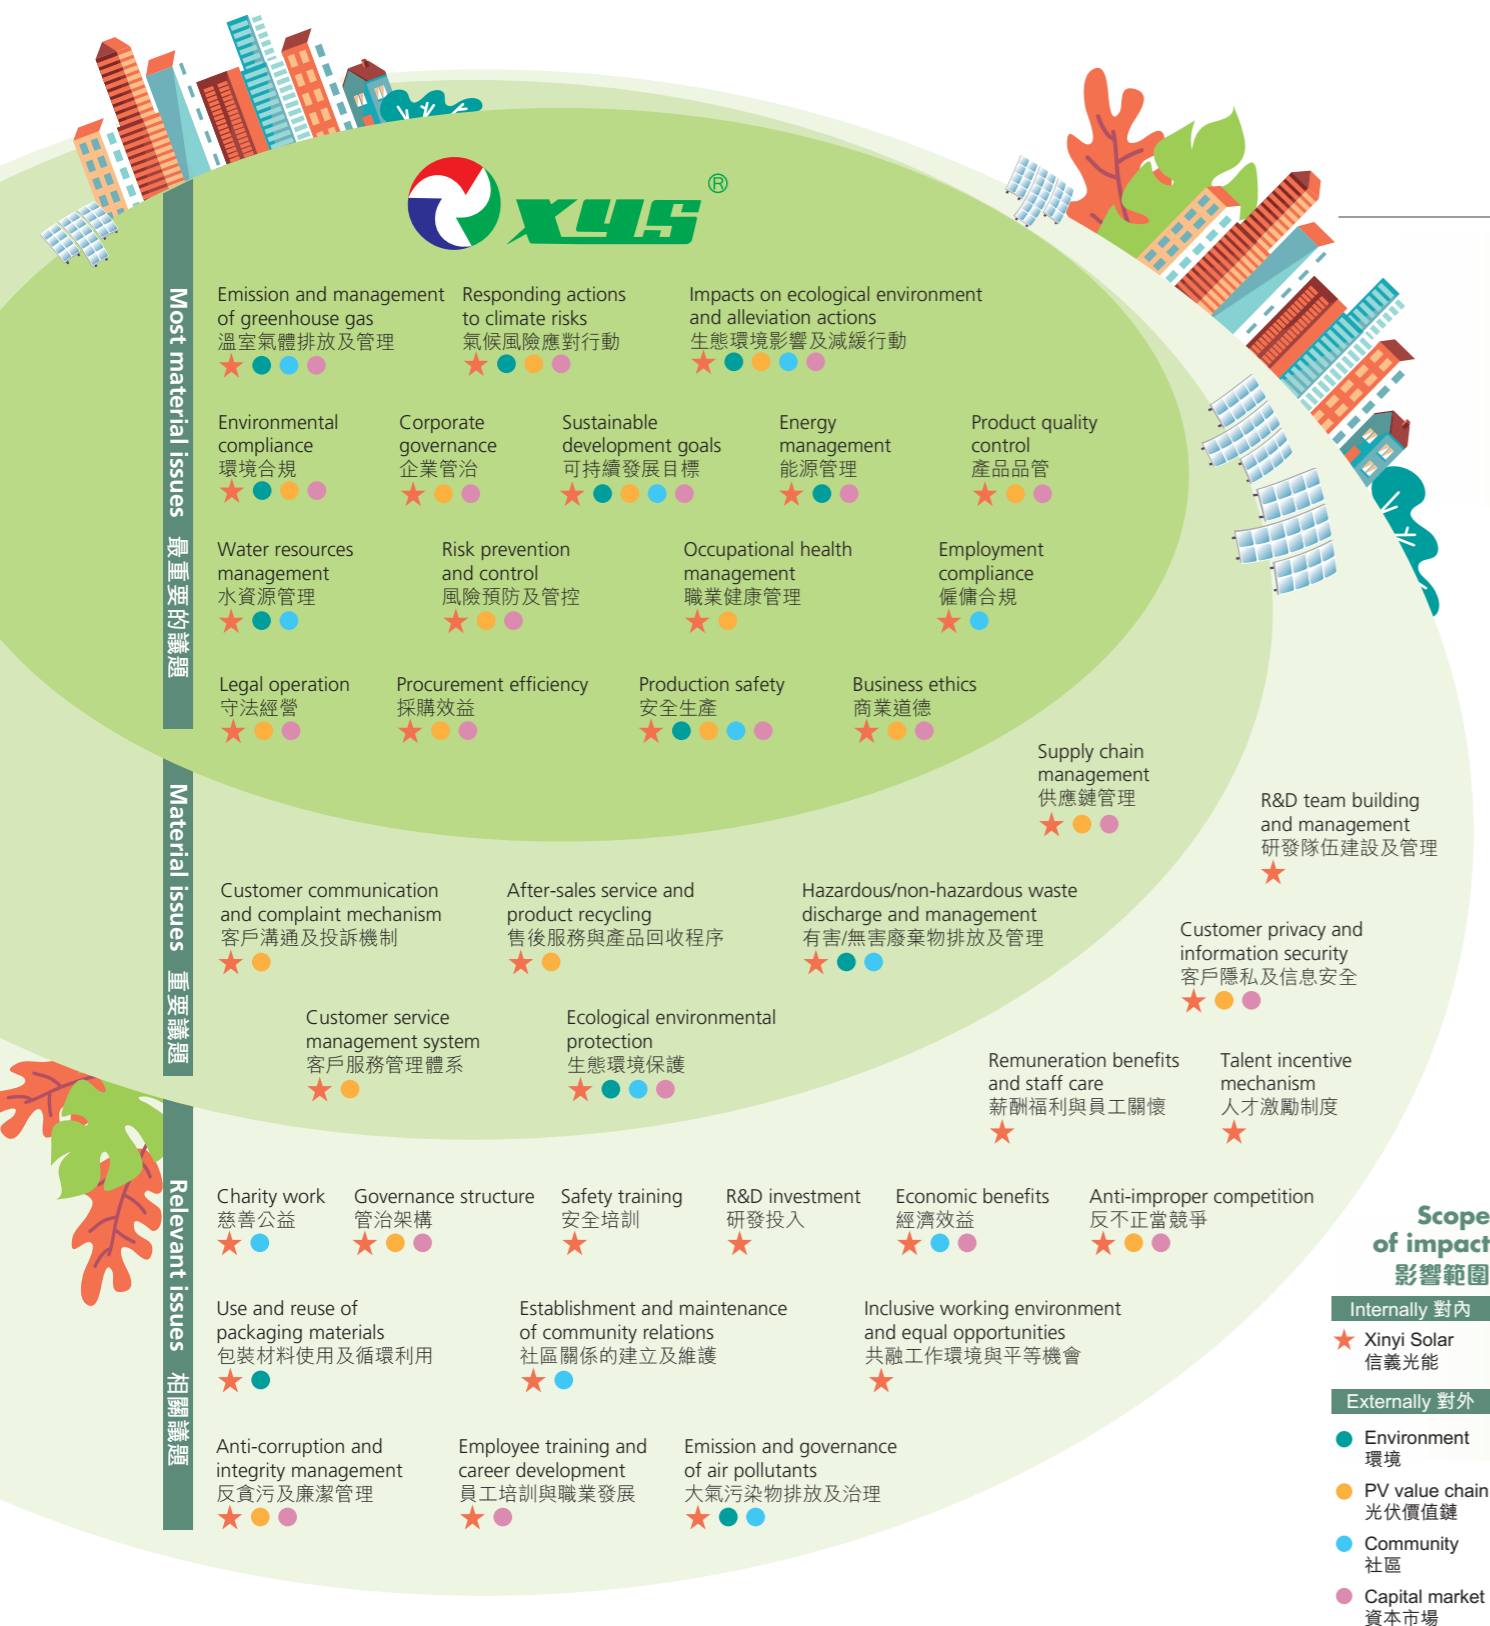 XYS®
Most material issues 最重要的議題
Emission and management
of greenhouse gas
溫室氣體排放及管理
Responding actions
to climate risks
氣候風險應對行動
Impacts on ecological environment
and alleviation actions
生態環境影響及減緩行動
Environmental
compliance
環境合規
Corporate
governance
企業管治
Sustainable
development goals
可持續發展目標
Energy
management
能源管理
Product quality
control
產品品管
Water resources
management
水資源管理
Risk prevention
and control
風險預防及管控
Occupational health
management
職業健康管理
Employment
compliance
僱傭合規
Legal operation
守法經營
Procurement efficiency
採購效益
Production safety
安全生產
Business ethics
商業道德
Material issues 重要議題
Supply chain
management
供應鏈管理
Customer communication
and complaint mechanism
客戶溝通及投訴機制
After-sales service and
product recycling
售後服務與產品回收程序
Hazardous/non-hazardous waste
discharge and management
有害/無害廢棄物排放及管理
Customer service
management system
客戶服務管理體系
Ecological environmental
protection
生態環境保護
Relevant issues 相關議題
R&D team building
and management
研發隊伍建設及管理
Customer privacy and
information security
客戶隱私及信息安全
Remuneration benefits
and staff care
薪酬福利與員工關懷
Talent incentive
mechanism
人才激勵制度
Charity work
慈善公益
Governance structure
管治架構
Safety training
安全培訓
R&D investment
研發投入
Economic benefits
經濟效益
Anti-improper competition
反不正當競爭
Use and reuse of
packaging materials
包裝材料使用及循環利用
Establishment and maintenance
of community relations
社區關係的建立及維護
Inclusive working environment
and equal opportunities
共融工作環境與平等機會
Anti-corruption and
integrity management
反貪污及廉潔管理
Employee training and
career development
員工培訓與職業發展
Emission and governance
of air pollutants
大氣污染物排放及治理
Scope
of impact
影響範圍
Internally 對內
Xinyi Solar
信義光能
Externally 對外
Environment
環境
PV value chain
光伏價值鏈
Community
社區
Capital market
資本市場